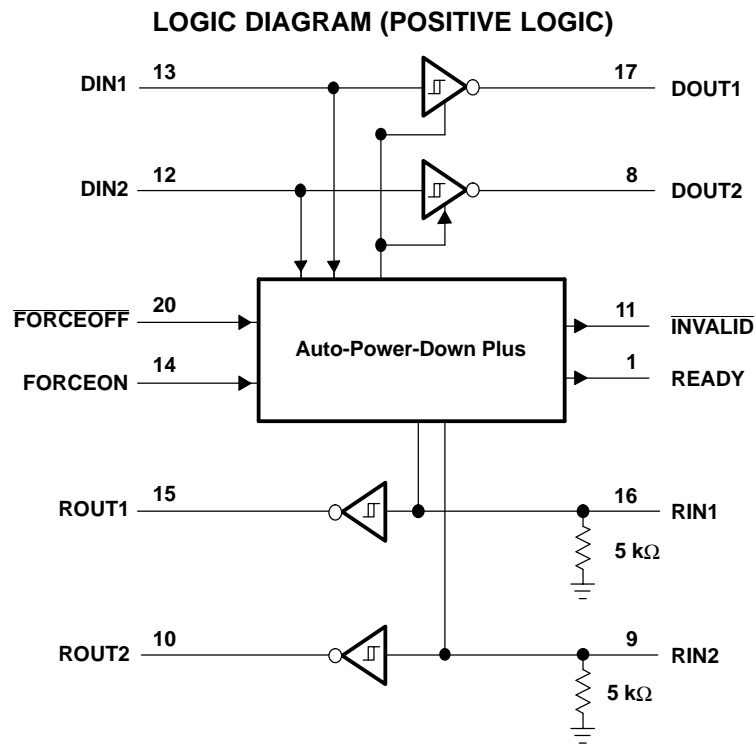 LOGIC DIAGRAM (POSITIVE LOGIC)
DIN1 13 17 DOUT1
DIN2 12 8 DOUT2
FORCEOFF 20 11 INVALID
Auto-Power-Down Plus
FORCEON 14 1 READY
ROUT1 15 16 RIN1
5 kΩ
ROUT2 10 9 RIN2
5 kΩ